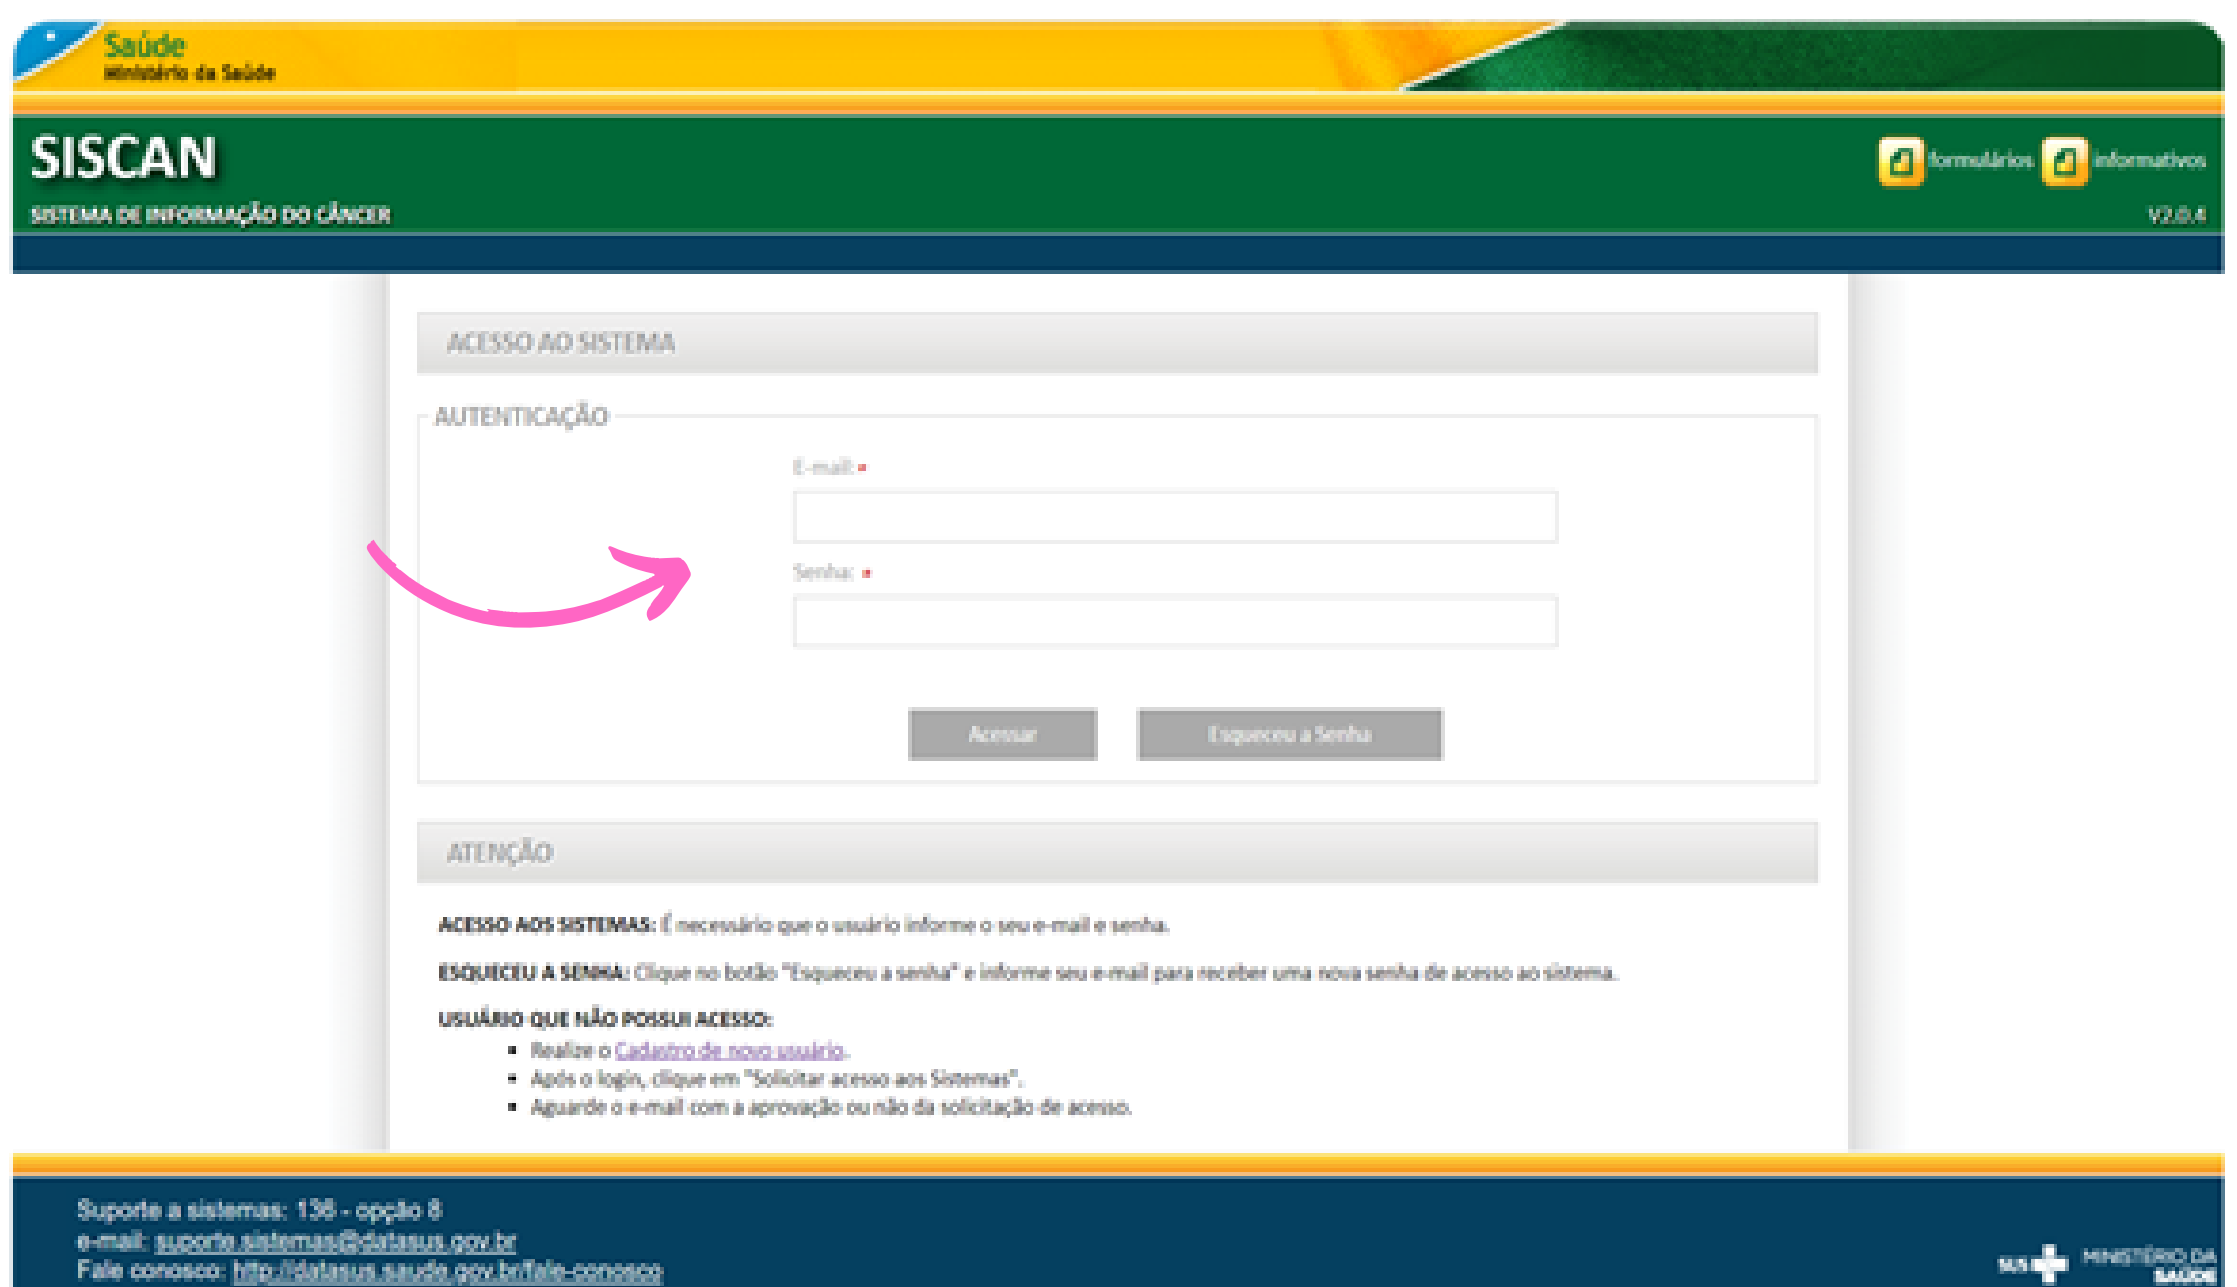 Saúde
Ministério da Saúde
SISCAN
formulários informativos
SISTEMA DE INFORMAÇÃO DO CÂNCER
V2.0.4
ACESSO AO SISTEMA
AUTENTICAÇÃO
E-mail:*
Senha: *
Acessar Esqueceu a Senha
ATENÇÃO
ACESSO AOS SISTEMAS: É necessário que o usuário informe o seu e-mail e senha.
ESQUECEU A SENHA: Clique no botão "Esqueceu a senha" e informe seu e-mail para receber uma nova senha de acesso ao sistema.
USUÁRIO QUE NÃO POSSUI ACESSO:
▪ Realize o Cadastro de novo usuário.
▪ Após o login, clique em "Solicitar acesso aos Sistemas".
▪ Aguarde o e-mail com a aprovação ou não da solicitação de acesso.
Suporte a sistemas: 136 - opção 8
e-mail: suporte.sistemas@datasus.gov.br
Fale conosco: http://datasus.saude.gov.br/fale-conosco
SUS MINISTÉRIO DA
SAÚDE